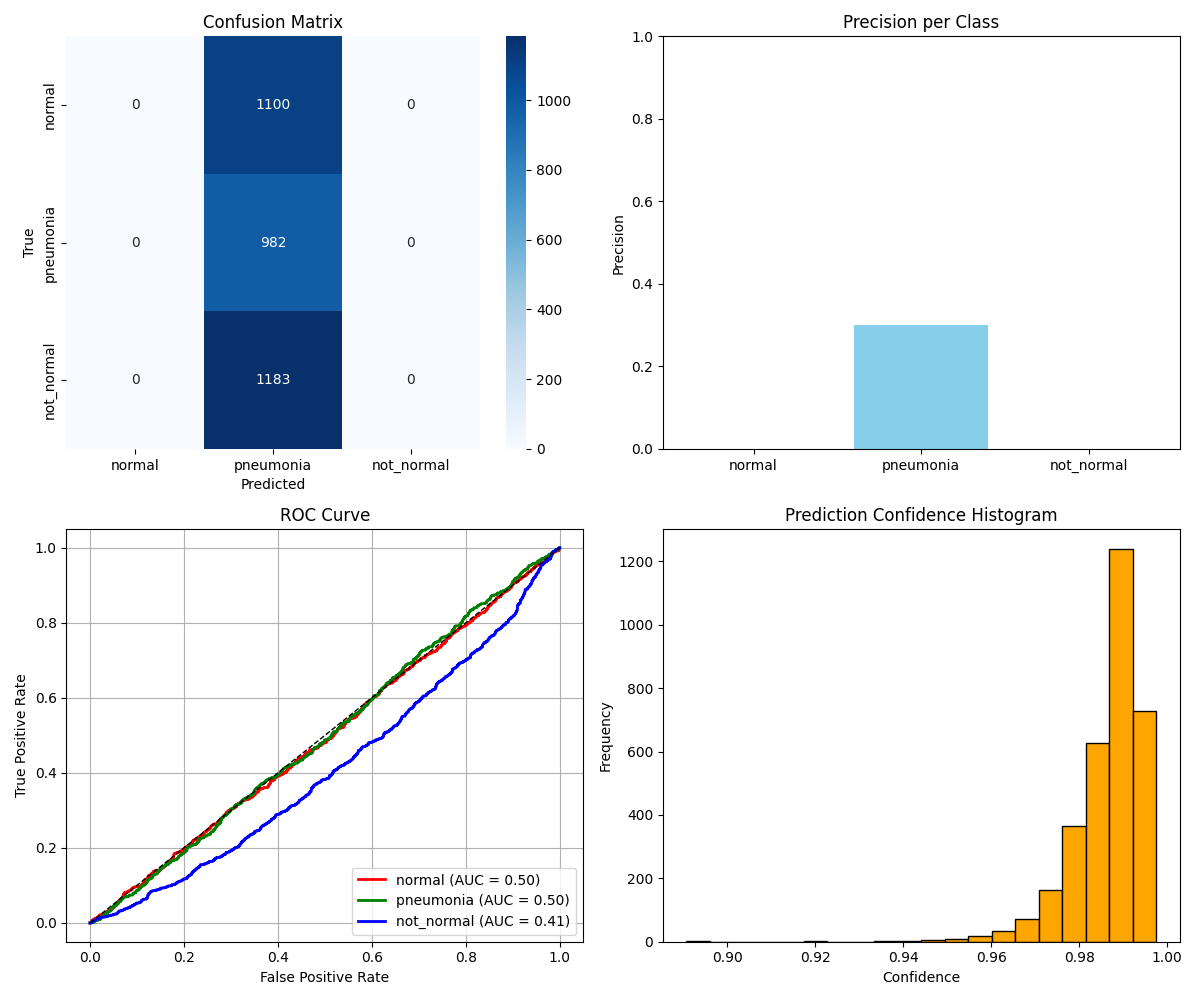 Confusion Matrix
normal
pneumonia
not_normal
True
0 1100 0
0 982 0
0 1183 0
normal pneumonia not_normal
Predicted
1000
800
600
400
200
0
Precision per Class
Precision
1.0
0.8
0.6
0.4
0.2
0.0
normal pneumonia not_normal
ROC Curve
True Positive Rate
1.0
0.8
0.6
0.4
0.2
0.0
0.0 0.2 0.4 0.6 0.8 1.0
False Positive Rate
normal (AUC = 0.50)
pneumonia (AUC = 0.50)
not_normal (AUC = 0.41)
Prediction Confidence Histogram
Frequency
1200
1000
800
600
400
200
0
0.90 0.92 0.94 0.96 0.98 1.00
Confidence